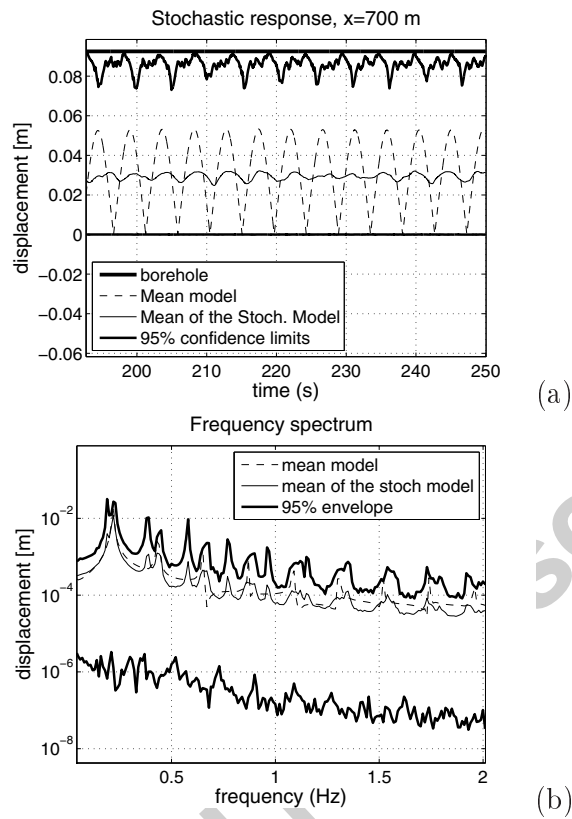 Stochastic response, x=700 m
0.08
0.06
0.04
0.02
0
−0.02
−0.04
−0.06
displacement [m]
borehole
Mean model
Mean of the Stoch. Model
95% confidence limits
200 210 220 230 240 250
time (s)
(a)
Frequency spectrum
mean model
mean of the stoch model
95% envelope
10−2
10−4
10−6
10−8
displacement [m]
0.5 1 1.5 2
frequency (Hz)
(b)